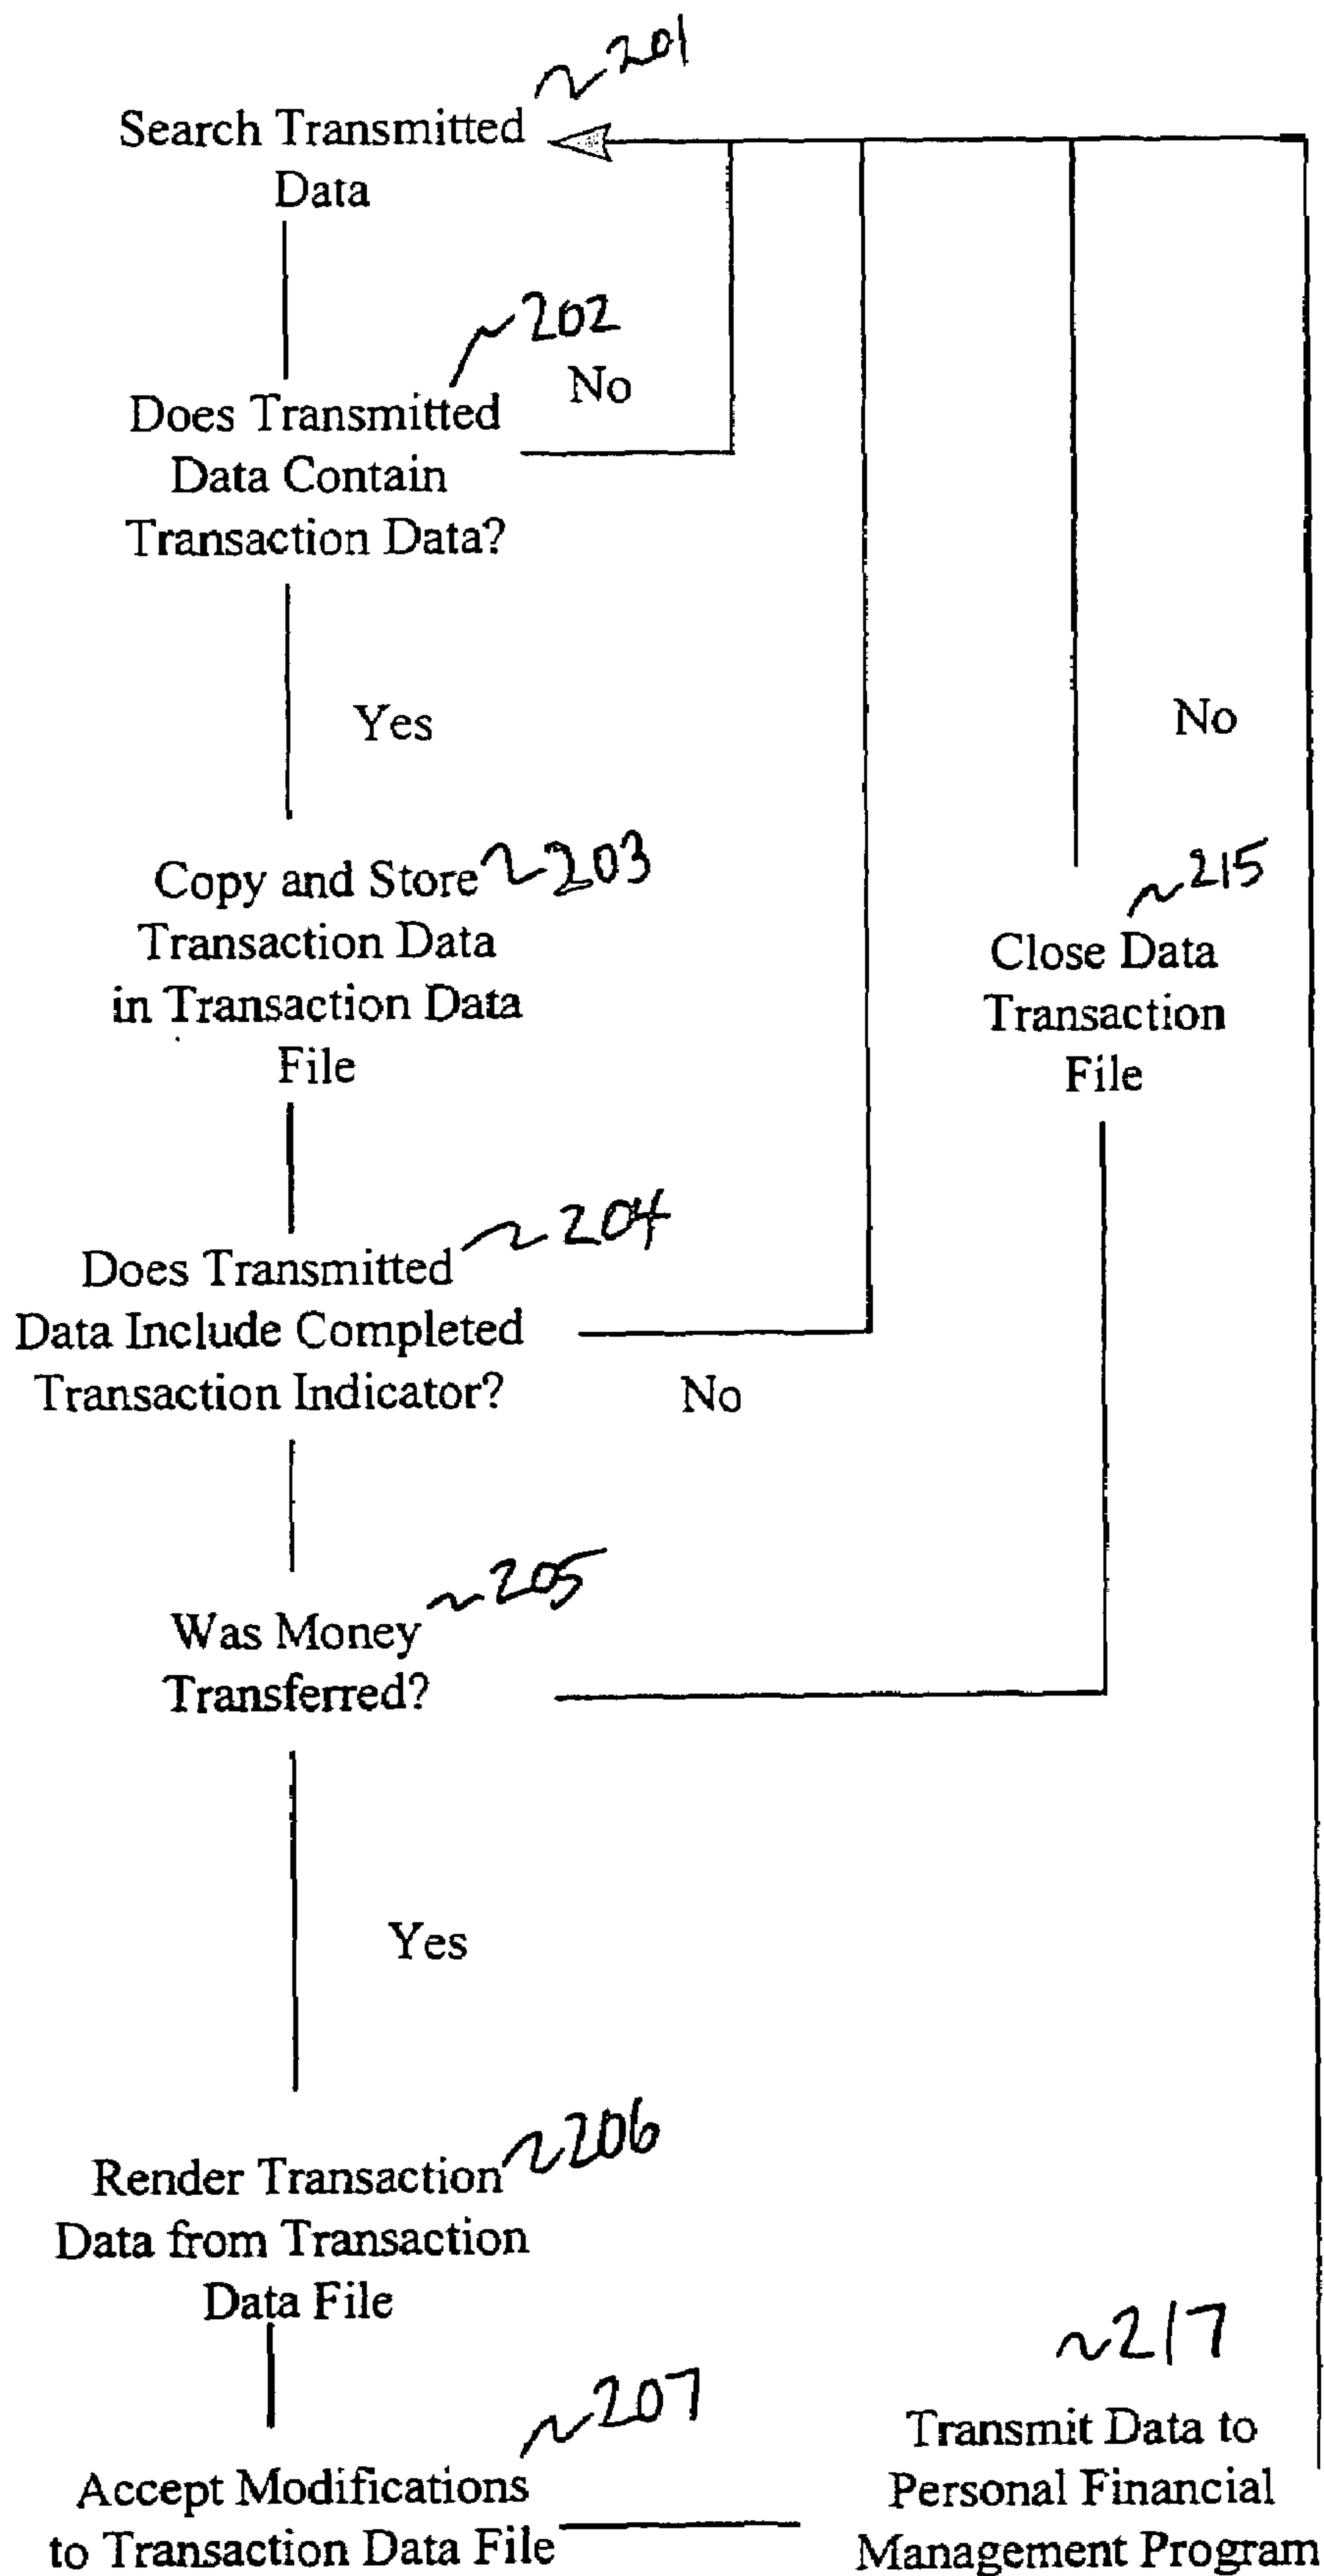 ~201
Search Transmitted
Data
~202
No
Does Transmitted
Data Contain
Transaction Data?
Yes
No
Copy and Store ~203
Transaction Data
in Transaction Data
File
~215
Close Data
Transaction
File
~204
Does Transmitted
Data Include Completed
Transaction Indicator?
No
~205
Was Money
Transferred?
Yes
~206
Render Transaction
Data from Transaction
Data File
~207
Accept Modifications
to Transaction Data File
~217
Transmit Data to
Personal Financial
Management Program